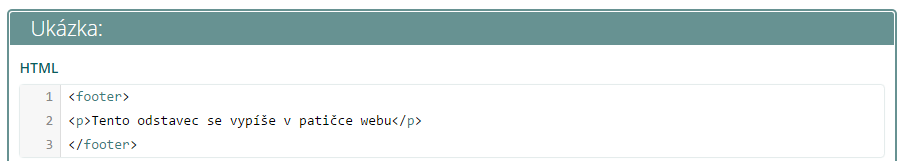 Ukázka:
HTML
1 <footer>
2 <p>Tento odstavec se vypíše v patičce webu</p>
3 </footer>